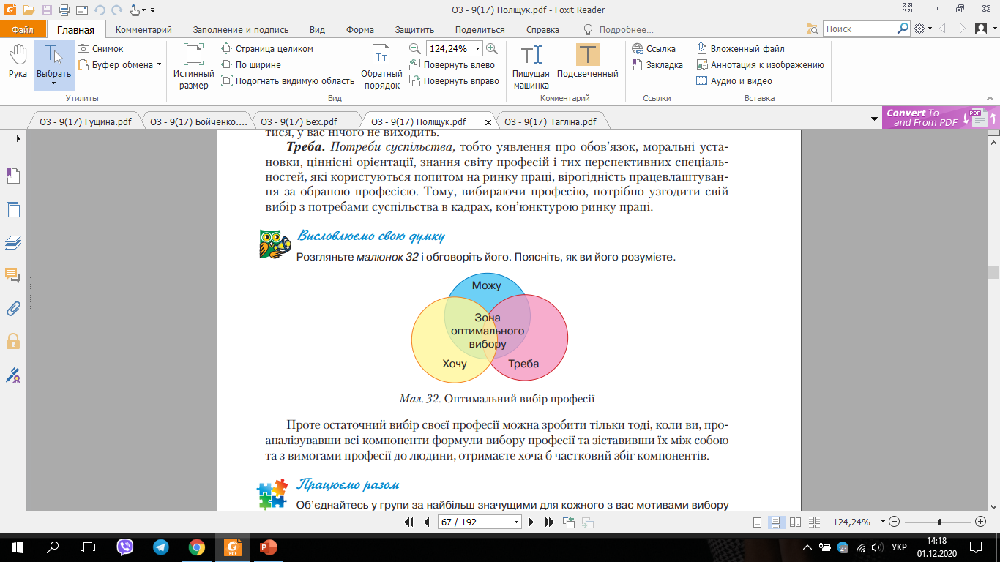 ОЗ - 9(17) Поліщук.pdf - Foxit Reader
Файл Главная Комментарий Заполнение и подпись Вид Форма Защитить Поделиться Справка Подробнее... Поиск
Рука
Выбрать
Снимок
Буфер обмена
Утилиты
Истинный размер
Страница целиком
По ширине
Подогнать видимую область
Обратный порядок
124,24%
Повернуть влево
Повернуть вправо
Вид
Пишущая машинка
Подсвеченный
Комментарий
Ссылка
Закладка
Ссылки
Вложенный файл
Аннотация к изображению
Аудио и видео
Вставка
ОЗ - 9(17) Гущина.pdf ОЗ - 9(17) Бойченко.... ОЗ - 9(17) Бех.pdf ОЗ - 9(17) Поліщук.pdf ОЗ - 9(17) Тагліна.pdf
Convert To
and From PDF
PDF
тися, у вас нічого не виходить.
Треба. Потреби суспільства, тобто уявлення про обов’язок, моральні уста-
новки, ціннісні орієнтації, знання світу професій і тих перспективних спеціаль-
ностей, які користуються попитом на ринку праці, вірогідність працевлаштуван-
ня за обраною професією. Тому, вибираючи професію, потрібно узгодити свій
вибір з потребами суспільства в кадрах, кон’юнктурою ринку праці.
Висловлюємо свою думку
Розгляньте малюнок 32 і обговоріть його. Поясніть, як ви його розумієте.
Можу
Зона
оптимального
вибору
Хочу Треба
Мал. 32. Оптимальний вибір професії
Проте остаточний вибір своєї професії можна зробити тільки тоді, коли ви, про-
аналізувавши всі компоненти формули вибору професії та зіставивши їх між собою
та з вимогами професії до людини, отримаєте хоча б частковий збіг компонентів.
Працюємо разом
Об’єднайтесь у групи за найбільш значущими для кожного з вас мотивами вибору
67 / 192
124,24%
41 УКР 14:18
01.12.2020